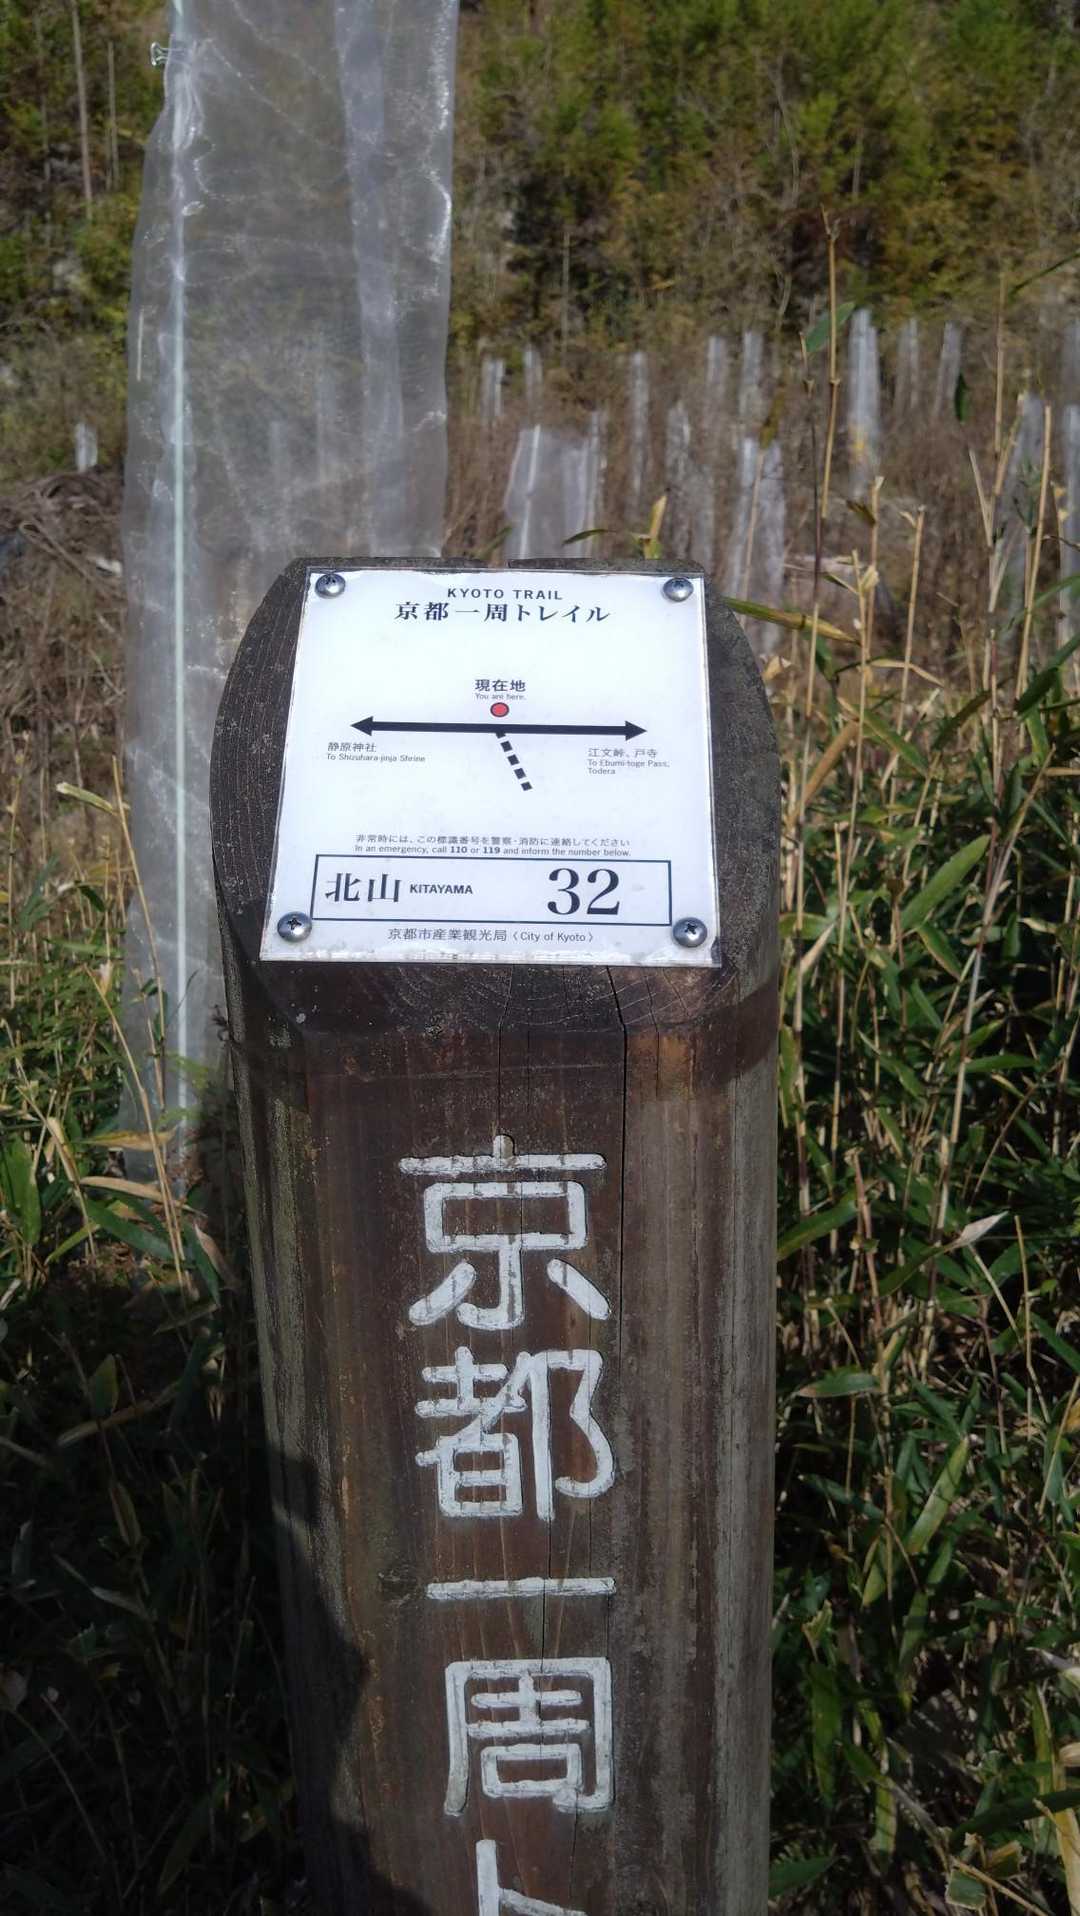 KYOTO TRAIL
京都一周トレイル
現在地
You are here.
静原神社
To Shizuhara-jinja Shrine
江文峠、戸寺
To Ebumi-toge Pass,
Todera
非常時には、この標識番号を警察・消防に連絡してください
In an emergency, call 110 or 119 and inform the number below.
北山 KITAYAMA 32
京都市産業観光局〈City of Kyoto〉
京都一周ト